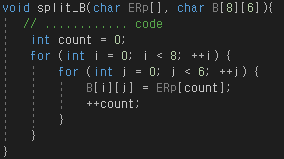 void split_B(char ERp[], char B[8][6]){
// ............ code
int count = 0;
for (int i = 0; i < 8; ++i) {
for (int j = 0; j < 6; ++j) {
B[i][j] = ERp[count];
++count;
}
}
}